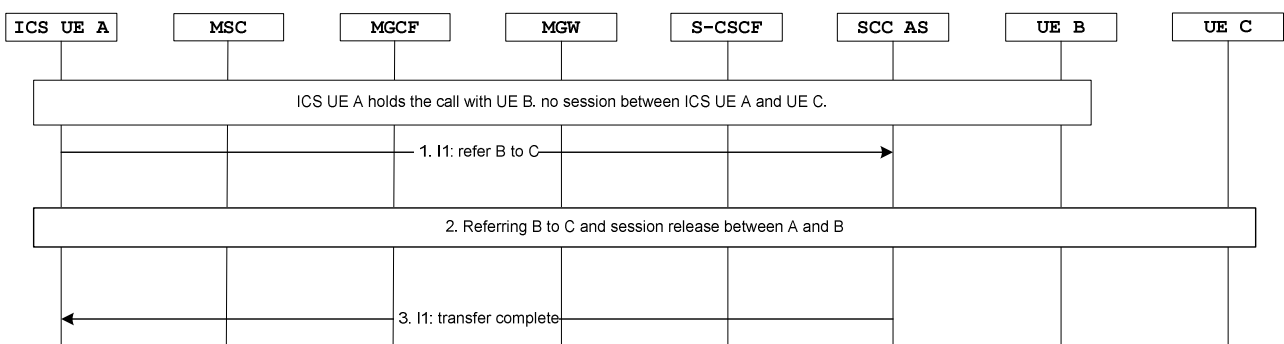 ICS UE A MSC MGCF MGW S-CSCF SCC AS UE B UE C
ICS UE A holds the call with UE B. no session between ICS UE A and UE C.
1. I1: refer B to C
2. Referring B to C and session release between A and B
3. I1: transfer complete